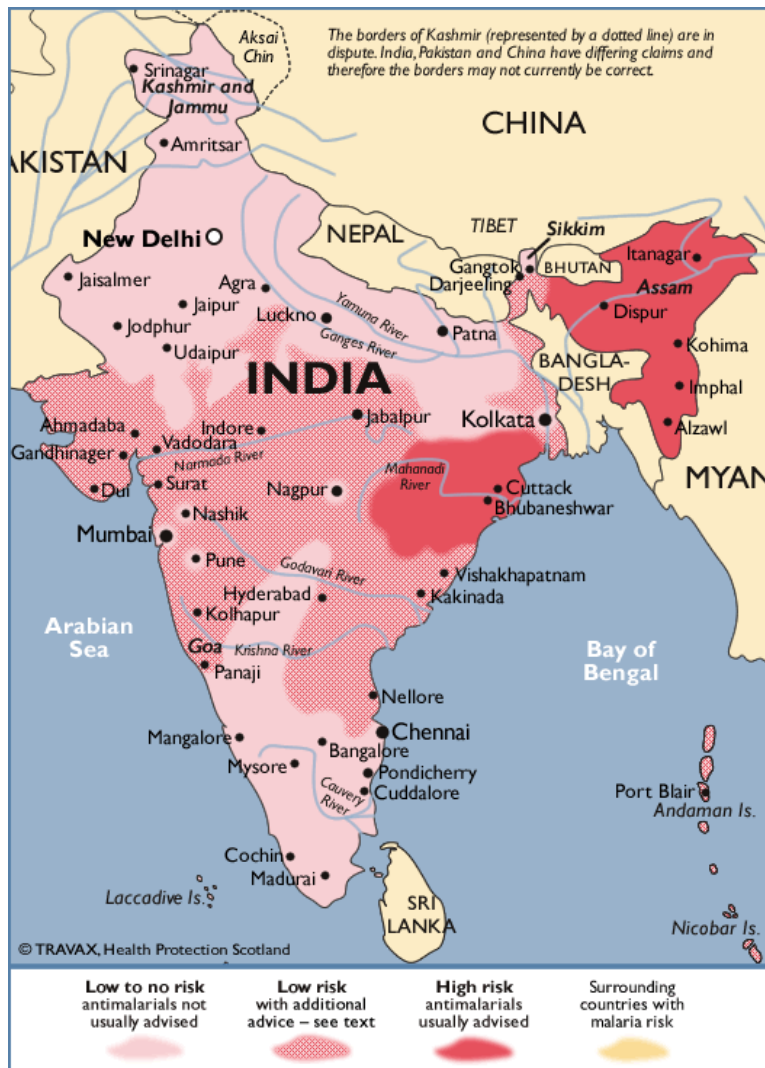 Aksai
Chin
The borders of Kashmir (represented by a dotted line) are in
dispute. India, Pakistan and China have differing claims and
therefore the borders may not currently be correct.
Srinagar
Kashmir and
Jammu
CHINA
Amritsar
AKISTAN
New Delhi
NEPAL
TIBET
Sikkim
Itanagar
Gangtok
BHUTAN
Darjeeling
Assam
Jaisalmer
Agra
Jaipur
Yamuna River
Luckno
Dispur
Jodphur
Ganges River
Patna
Udaipur
Kohima
INDIA
BANGLA-
DESH
Imphal
Ahmadaba
Indore
Jabalpur
Kolkata
Alzawl
Vadodara
Gandhinager
Narmada River
Mahanadi
River
MYAN
Dui
Surat
Nagpur
Cuttack
Bhubaneshwar
Nashik
Mumbai
Pune
Godavari River
Vishakhapatnam
Hyderabad
Kakinada
Kolhapur
Arabian
Sea
Goa
Krishna River
Bay of
Bengal
Panaji
Nellore
Chennai
Mangalore
Bangalore
Mysore
Pondicherry
Cauvery
River
Cuddalore
Port Blair
Andaman Is.
Cochin
Madurai
Laccadive Is.
SRI
LANKA
Nicobar Is.
© TRAVAX, Health Protection Scotland
Low to no risk
antimalarials not
usually advised
Low risk
with additional
advice – see text
High risk
antimalarials
usually advised
Surrounding
countries with
malaria risk